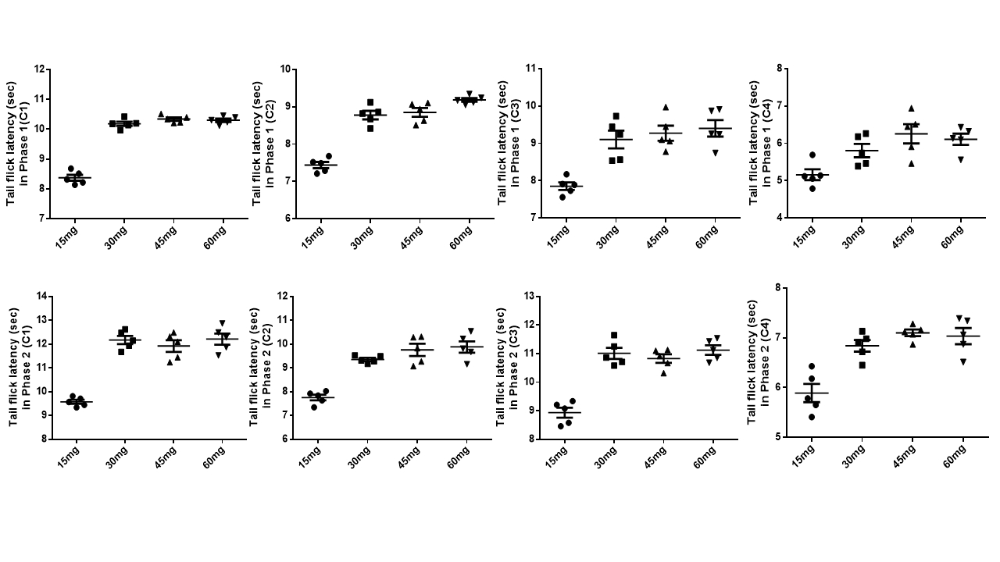 Tail flick latency (sec)
in Phase 1(C1)
12
11
10
9
8
7
15mg
30mg
45mg
60mg
Tail flick latency (sec)
in Phase 1 (C2)
10
9
8
7
6
15mg
30mg
45mg
60mg
Tail flick latency (sec)
in Phase 1 (C3)
11
10
9
8
7
15mg
30mg
45mg
60mg
Tail flick latency (sec)
in Phase 1 (C4)
8
7
6
5
4
15mg
30mg
45mg
60mg
Tail flick latency (sec)
in Phase 2 (C1)
14
13
12
11
10
9
8
15mg
30mg
45mg
60mg
Tail flick latency (sec)
in Phase 2 (C2)
12
11
10
9
8
7
6
15mg
30mg
45mg
60mg
Tail flick latency (sec)
in Phase 2 (C3)
13
12
11
10
9
8
15mg
30mg
45mg
60mg
Tail flick latency (sec)
in Phase 2 (C4)
8
7
6
5
15mg
30mg
45mg
60mg